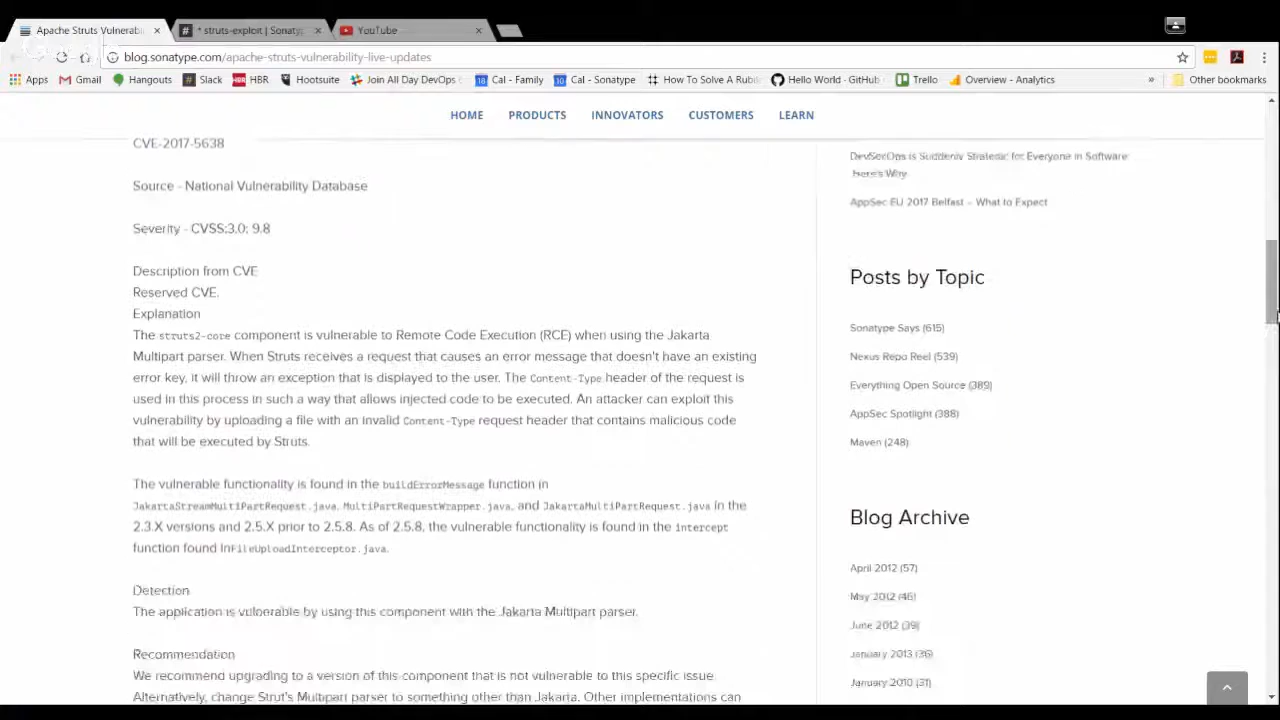 Apache Struts Vulnerabi
* struts-exploit | Sonaty
YouTube
blog.sonatype.com/apache-struts-vulnerability-live-updates
Apps Gmail Hangouts Slack HBR Hootsuite Join All Day DevOps Cal - Family Cal - Sonatype How To Solve A Rubik Hello World · GitHub Trello Overview - Analytics » Other bookmarks
HOME PRODUCTS INNOVATORS CUSTOMERS LEARN
CVE-2017-5638
Source - National Vulnerability Database
Severity - CVSS:3.0: 9.8
Description from CVE
Reserved CVE.
Explanation
The struts2-core component is vulnerable to Remote Code Execution (RCE) when using the Jakarta
Multipart parser. When Struts receives a request that causes an error message that doesn't have an existing
error key, it will throw an exception that is displayed to the user. The Content-Type header of the request is
used in this process in such a way that allows injected code to be executed. An attacker can exploit this
vulnerability by uploading a file with an invalid Content-Type request header that contains malicious code
that will be executed by Struts.
The vulnerable functionality is found in the buildErrorMessage function in
JakartaStreamMultiPartRequest.java, MultiPartRequestWrapper.java, and JakartaMultiPartRequest.java in the
2.3.X versions and 2.5.X prior to 2.5.8. As of 2.5.8, the vulnerable functionality is found in the intercept
function found inFileUploadInterceptor.java.
Detection
The application is vulnerable by using this component with the Jakarta Multipart parser.
Recommendation
We recommend upgrading to a version of this component that is not vulnerable to this specific issue.
Alternatively, change Strut's Multipart parser to something other than Jakarta. Other implementations can
DevSecOps is Suddenly Strategic for Everyone in Software:
Here's Why
AppSec EU 2017 Belfast – What to Expect
Posts by Topic
Sonatype Says (615)
Nexus Repo Reel (539)
Everything Open Source (389)
AppSec Spotlight (388)
Maven (248)
Blog Archive
April 2012 (57)
May 2012 (46)
June 2012 (39)
January 2013 (36)
January 2010 (31)